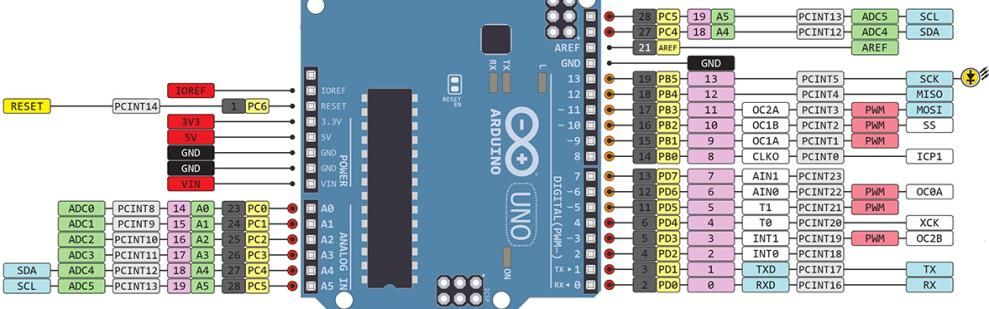 IOREF IOREF
RESET PCINT14 1 PC6 RESET
3V3 3.3V
5V 5V
GND GND
GND GND
VIN VIN
POWER
ADC0 PCINT8 14 A0 23 PC0 A0
ADC1 PCINT9 15 A1 24 PC1 A1
ADC2 PCINT10 16 A2 25 PC2 A2
ADC3 PCINT11 17 A3 26 PC3 A3
SDA ADC4 PCINT12 18 A4 27 PC4 A4
SCL ADC5 PCINT13 19 A5 28 PC5 A5
ANALOG IN
RX
TX
L
RESET EN
ARDUINO
UNO
ON
ICSP
DIGITAL (PWM~)
28 PC5 19 A5 PCINT13 ADC5 SCL
27 PC4 18 A4 PCINT12 ADC4 SDA
AREF 21 AREF AREF
GND GND
13 19 PB5 13 PCINT5 SCK
12 18 PB4 12 PCINT4 MISO
~11 17 PB3 11 OC2A PCINT3 PWM MOSI
~10 16 PB2 10 OC1B PCINT2 PWM SS
~9 15 PB1 9 OC1A PCINT1 PWM
8 14 PB0 8 CLKO PCINT0 ICP1
7 13 PD7 7 AIN1 PCINT23
~6 12 PD6 6 AIN0 PCINT22 PWM OC0A
~5 11 PD5 5 T1 PCINT21 PWM
4 6 PD4 4 T0 PCINT20 XCK
~3 5 PD3 3 INT1 PCINT19 PWM OC2B
2 4 PD2 2 INT0 PCINT18
TX ▸ 1 3 PD1 1 TXD PCINT17 TX
RX ◂ 0 2 PD0 0 RXD PCINT16 RX